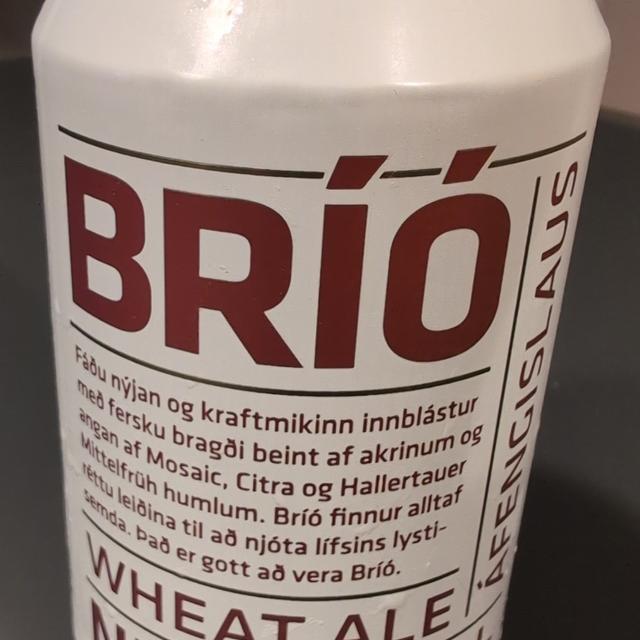 BRÍÓ
Fáðu nýjan og kraftmikinn innblástur
með fersku bragði beint af akrinum og
angan af Mosaic, Citra og Hallertauer
Mittelfrüh humlum. Bríó finnur alltaf
réttu leiðina til að njóta lífsins lysti-
semda. Það er gott að vera Bríó.
WHEAT ALE
ÁFENGISLAUS